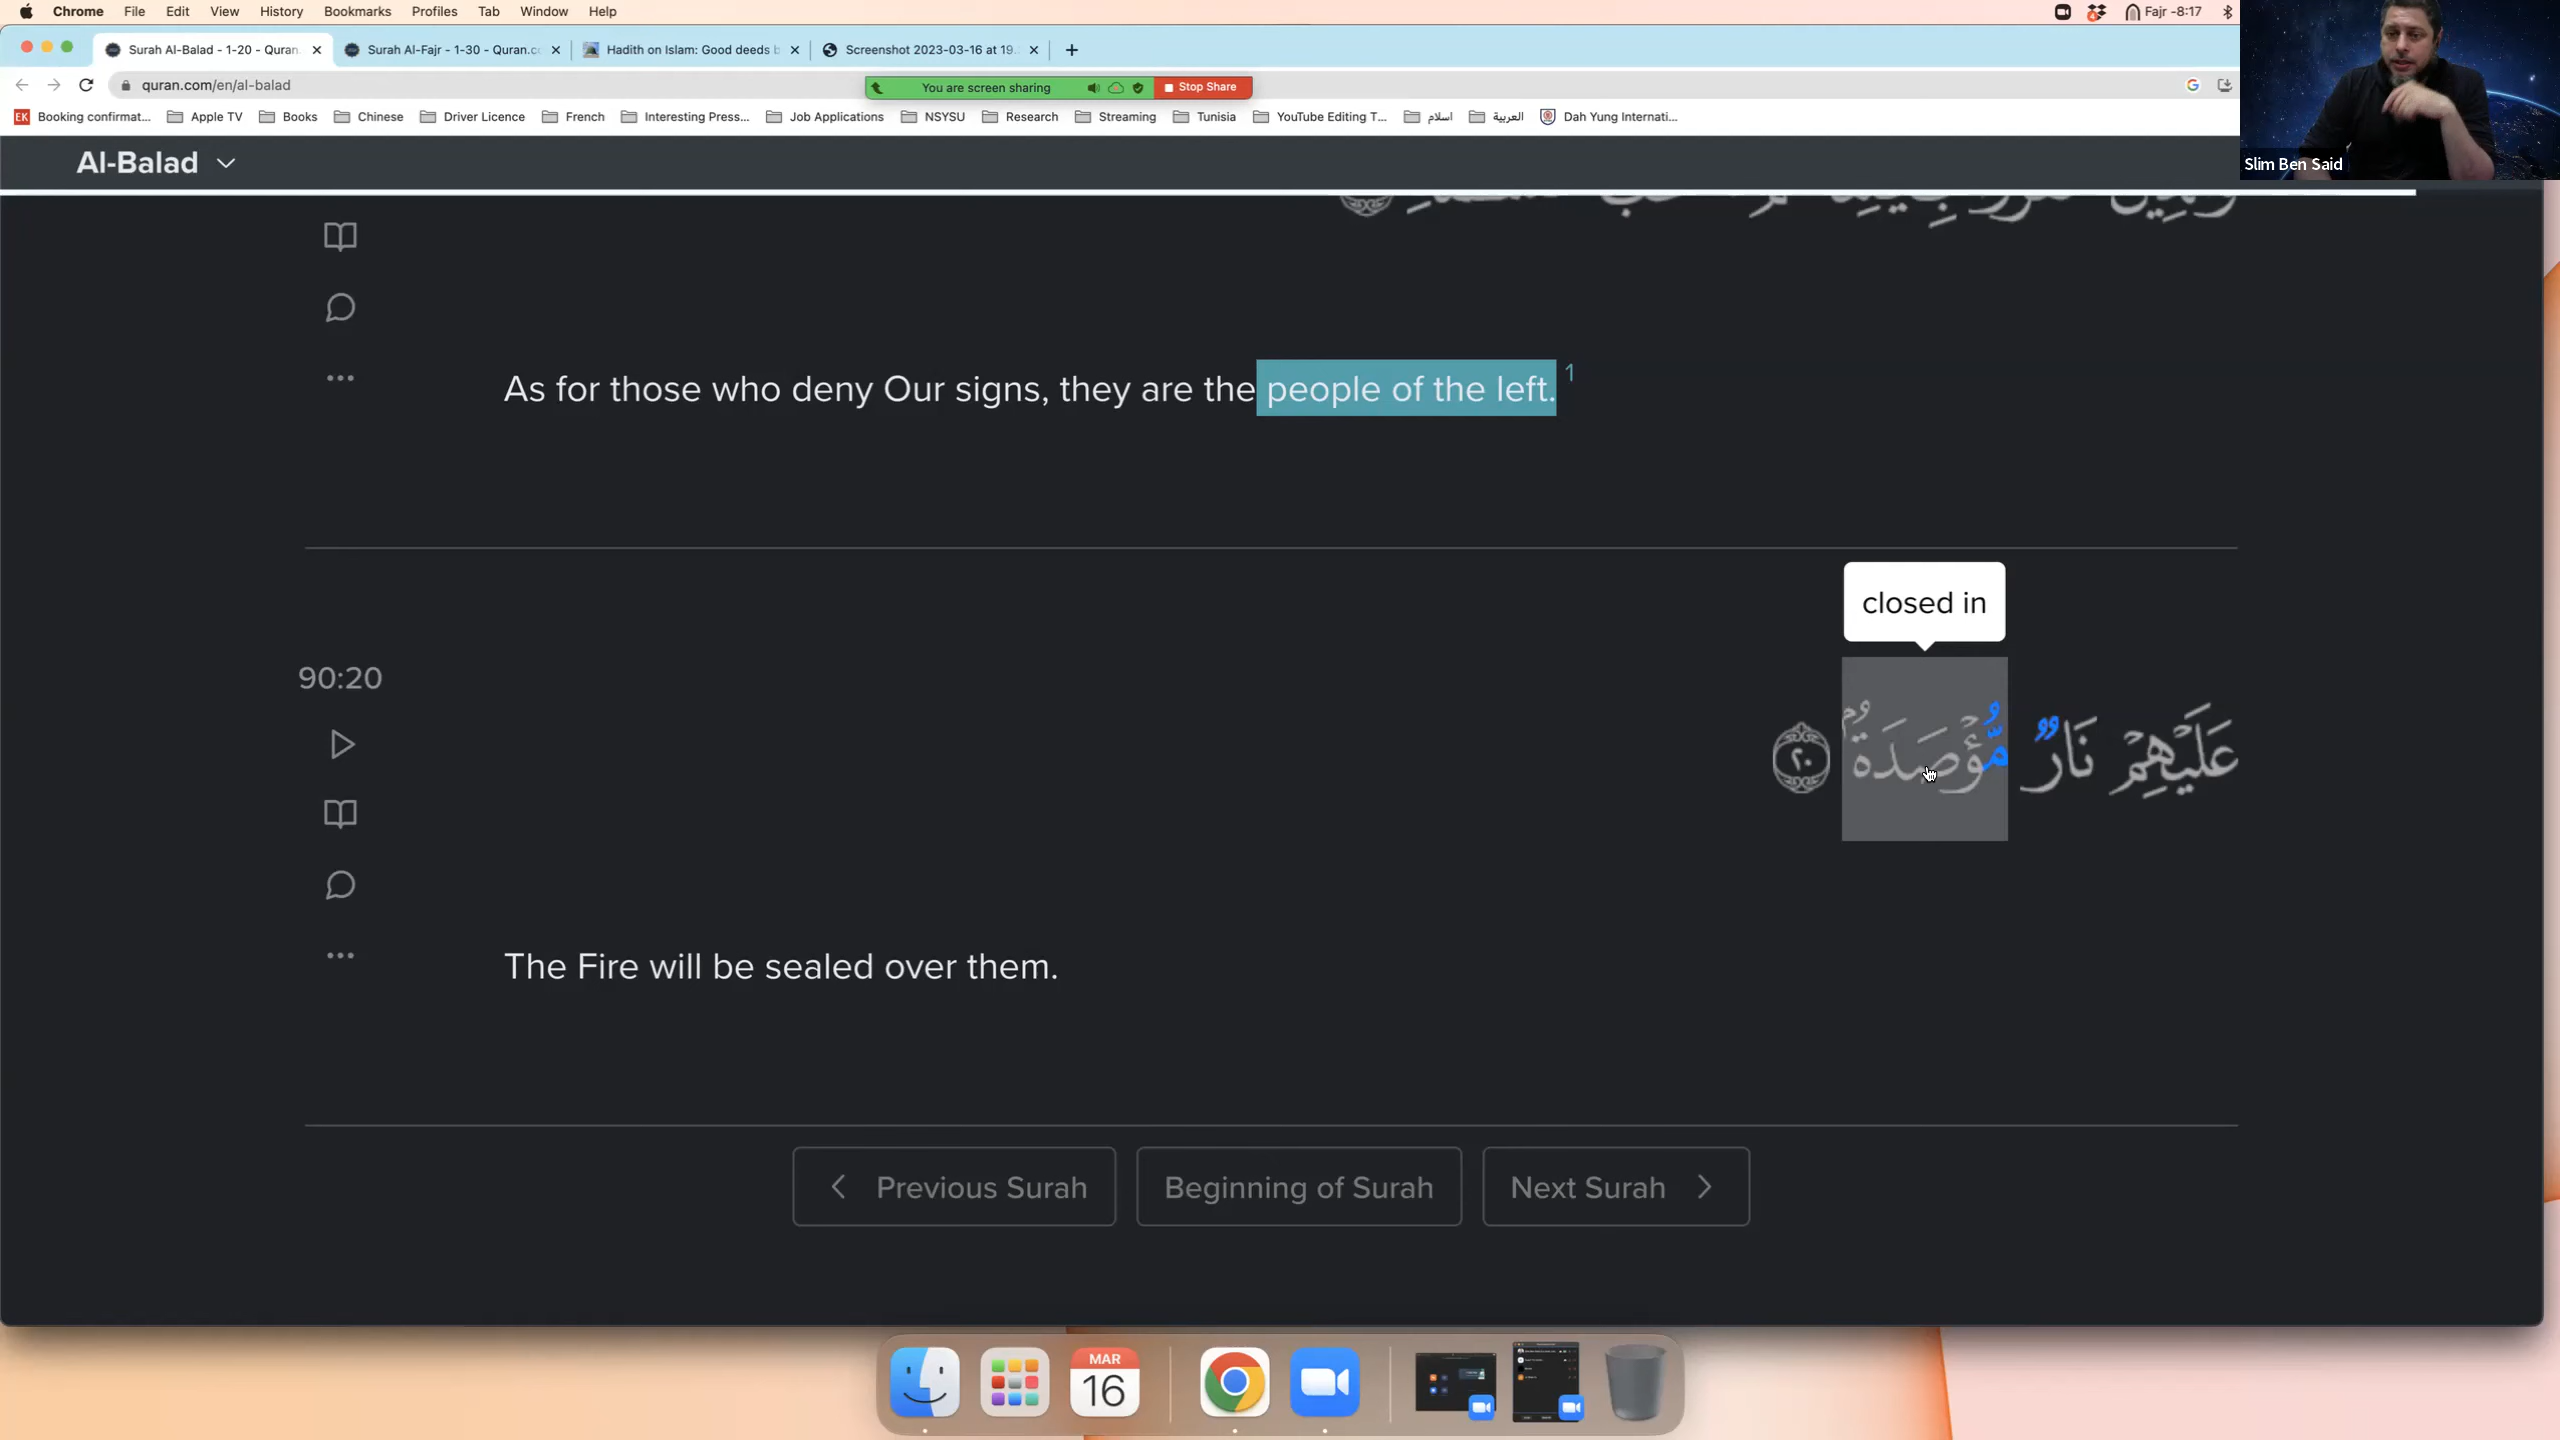 Chrome File Edit View History Bookmarks Profiles Tab Window Help Fajr -8:17
Surah Al-Balad - 1-20 - Quran. Surah Al-Fajr - 1-30 - Quran.c Hadith on Islam: Good deeds b Screenshot 2023-03-16 at 19.
quran.com/en/al-balad You are screen sharing Stop Share
EK Booking confirmat... Apple TV Books Chinese Driver Licence French Interesting Press... Job Applications NSYSU Research Streaming Tunisia YouTube Editing T... اسلام العربية Dah Yung Internati...
Slim Ben Said
Al-Balad
As for those who deny Our signs, they are the people of the left. 1
closed in
90:20
عَلَيْهِمْ نَارٌ مُّؤْصَدَةٌۢ ٢٠
The Fire will be sealed over them.
Previous Surah Beginning of Surah Next Surah
MAR
16